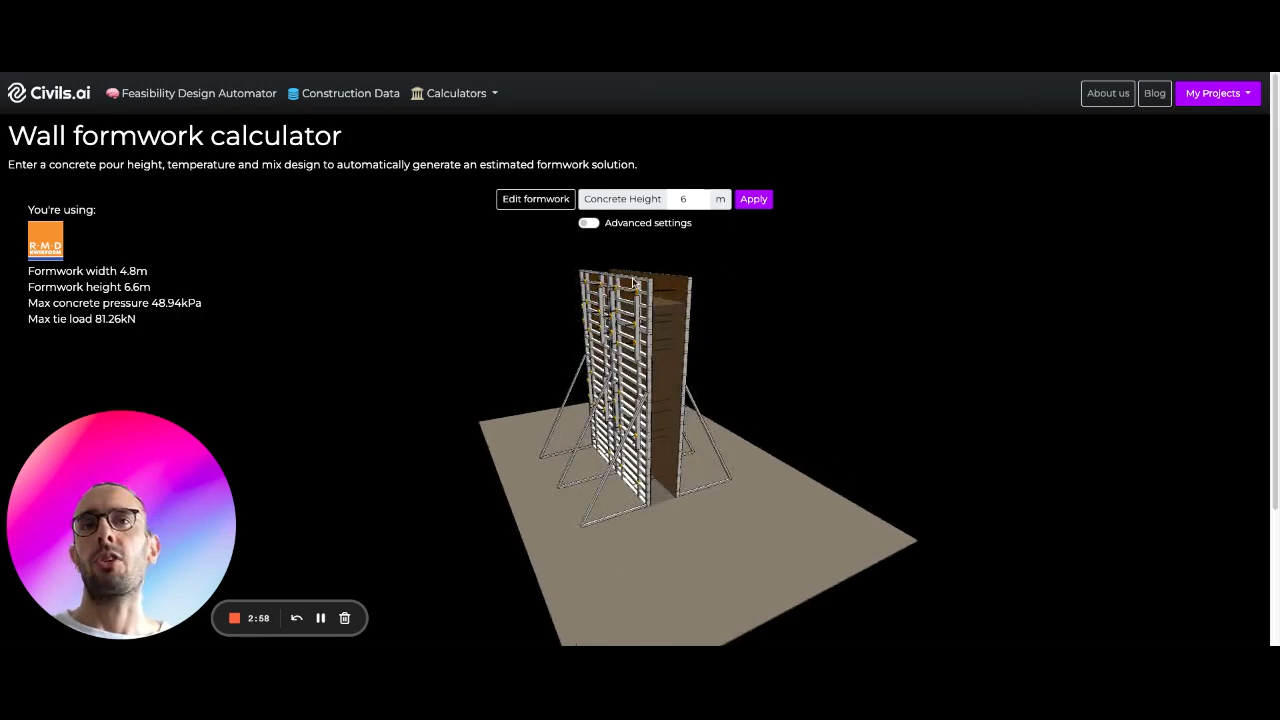 Civils.ai
Feasibility Design Automator
Construction Data
Calculators
About us
Blog
My Projects
Wall formwork calculator
Enter a concrete pour height, temperature and mix design to automatically generate an estimated formwork solution.
Edit formwork
Concrete Height
6
m
Apply
Advanced settings
You're using:
R·M·D
KWIKFORM
Formwork width 4.8m
Formwork height 6.6m
Max concrete pressure 48.94kPa
Max tie load 81.26kN
2:58